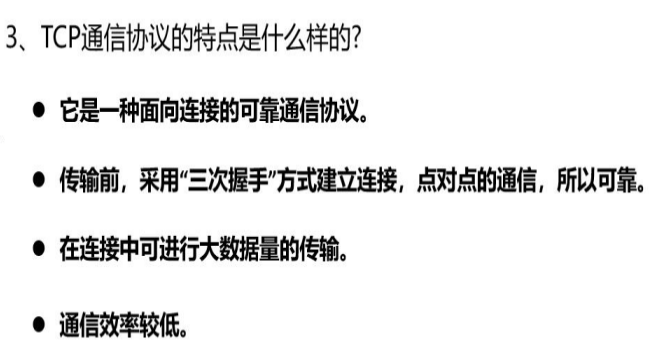 3、TCP通信协议的特点是什么样的?
● 它是一种面向连接的可靠通信协议。
● 传输前，采用“三次握手”方式建立连接，点对点的通信，所以可靠。
● 在连接中可进行大数据量的传输。
● 通信效率较低。